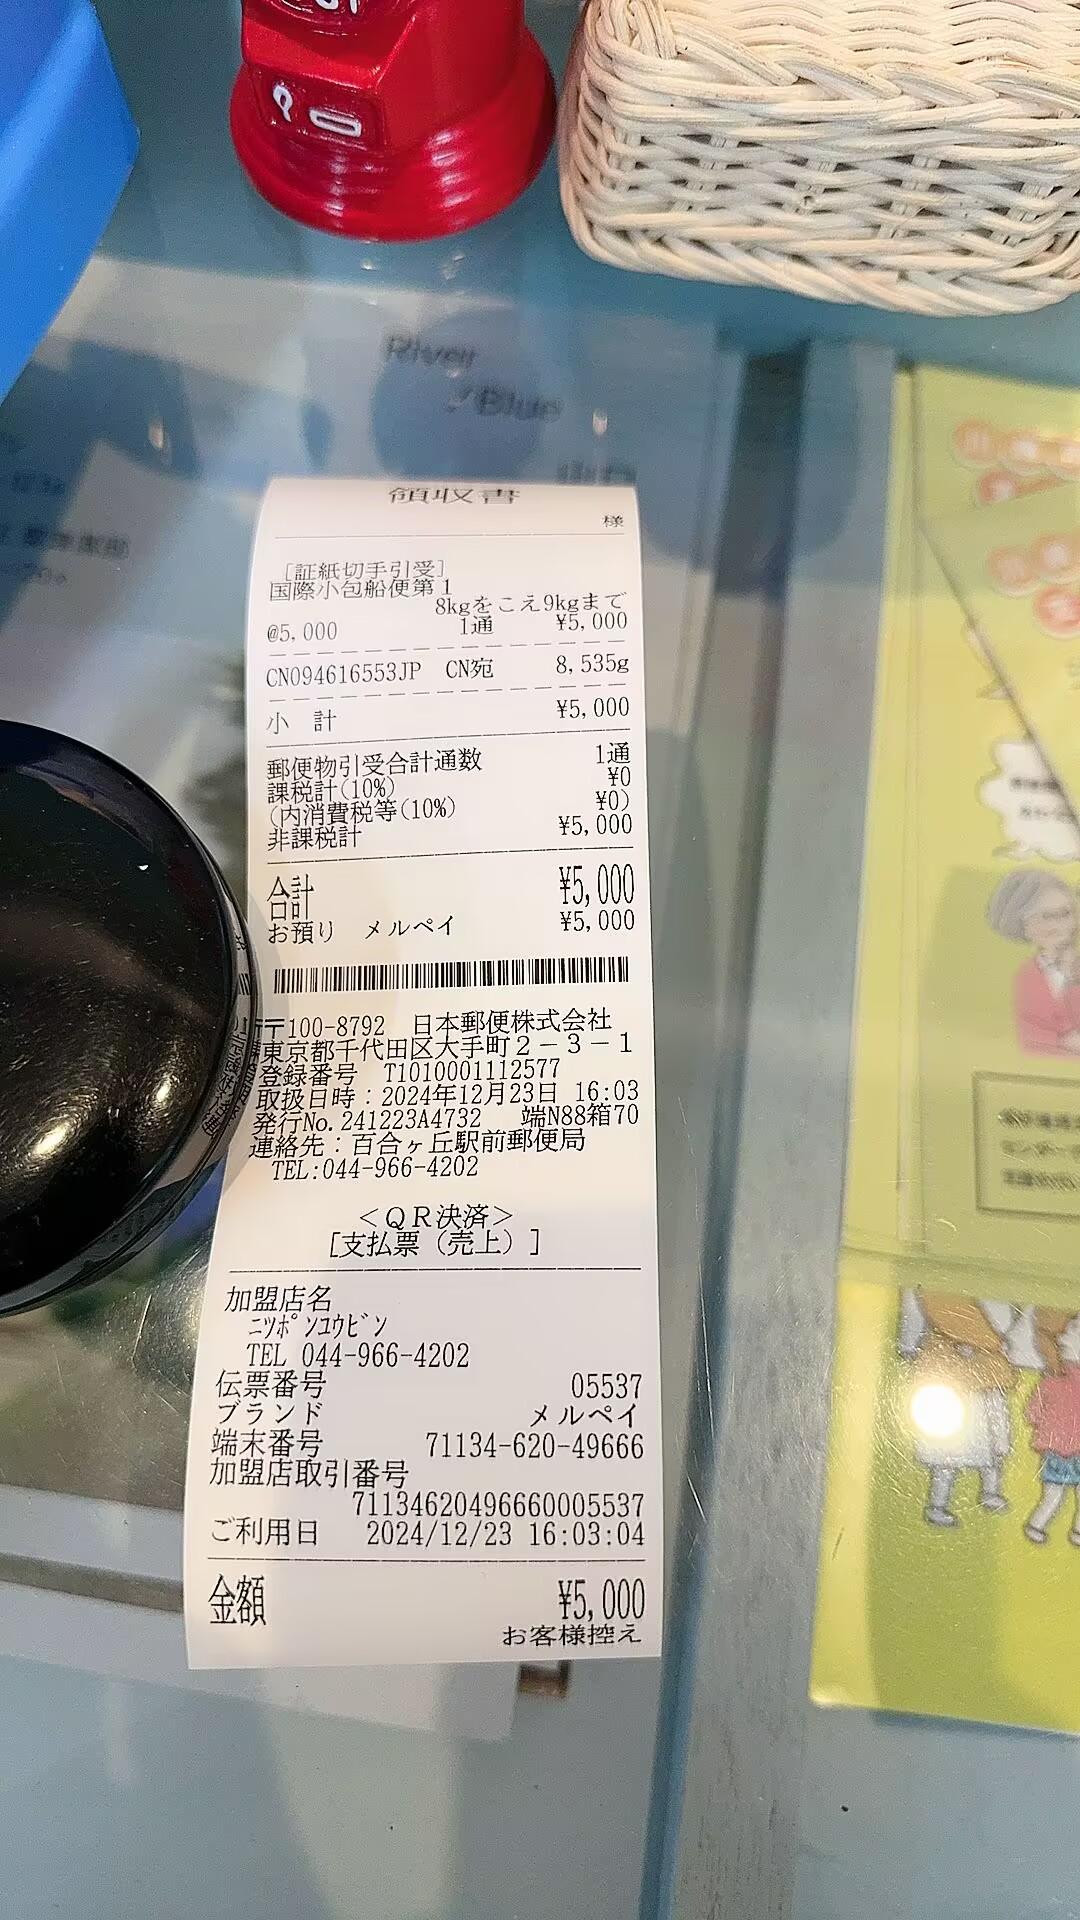 River
Blue
領収書
様
[証紙切手引受]
国際小包船便第1
8kgをこえ9kgまで
@5,000 1通 ¥5,000
CN094616553JP CN宛 8,535g
小 計 ¥5,000
郵便物引受合計通数 1通
課税計(10%) ¥0
(内消費税等(10%) ¥0)
非課税計 ¥5,000
合計 ¥5,000
お預り メルペイ ¥5,000
〒100-8792 日本郵便株式会社
東京都千代田区大手町2-3-1
登録番号 T1010001112577
取扱日時：2024年12月23日 16:03
発行No.241223A4732 端N88箱70
連絡先：百合ヶ丘駅前郵便局
TEL:044-966-4202
＜QR決済＞
[支払票（売上）]
加盟店名
ニツポンユウビン
TEL 044-966-4202
伝票番号 05537
ブランド メルペイ
端末番号 71134-620-49666
加盟店取引番号
711346204966​60005537
ご利用日 2024/12/23 16:03:04
金額 ¥5,000
お客様控え